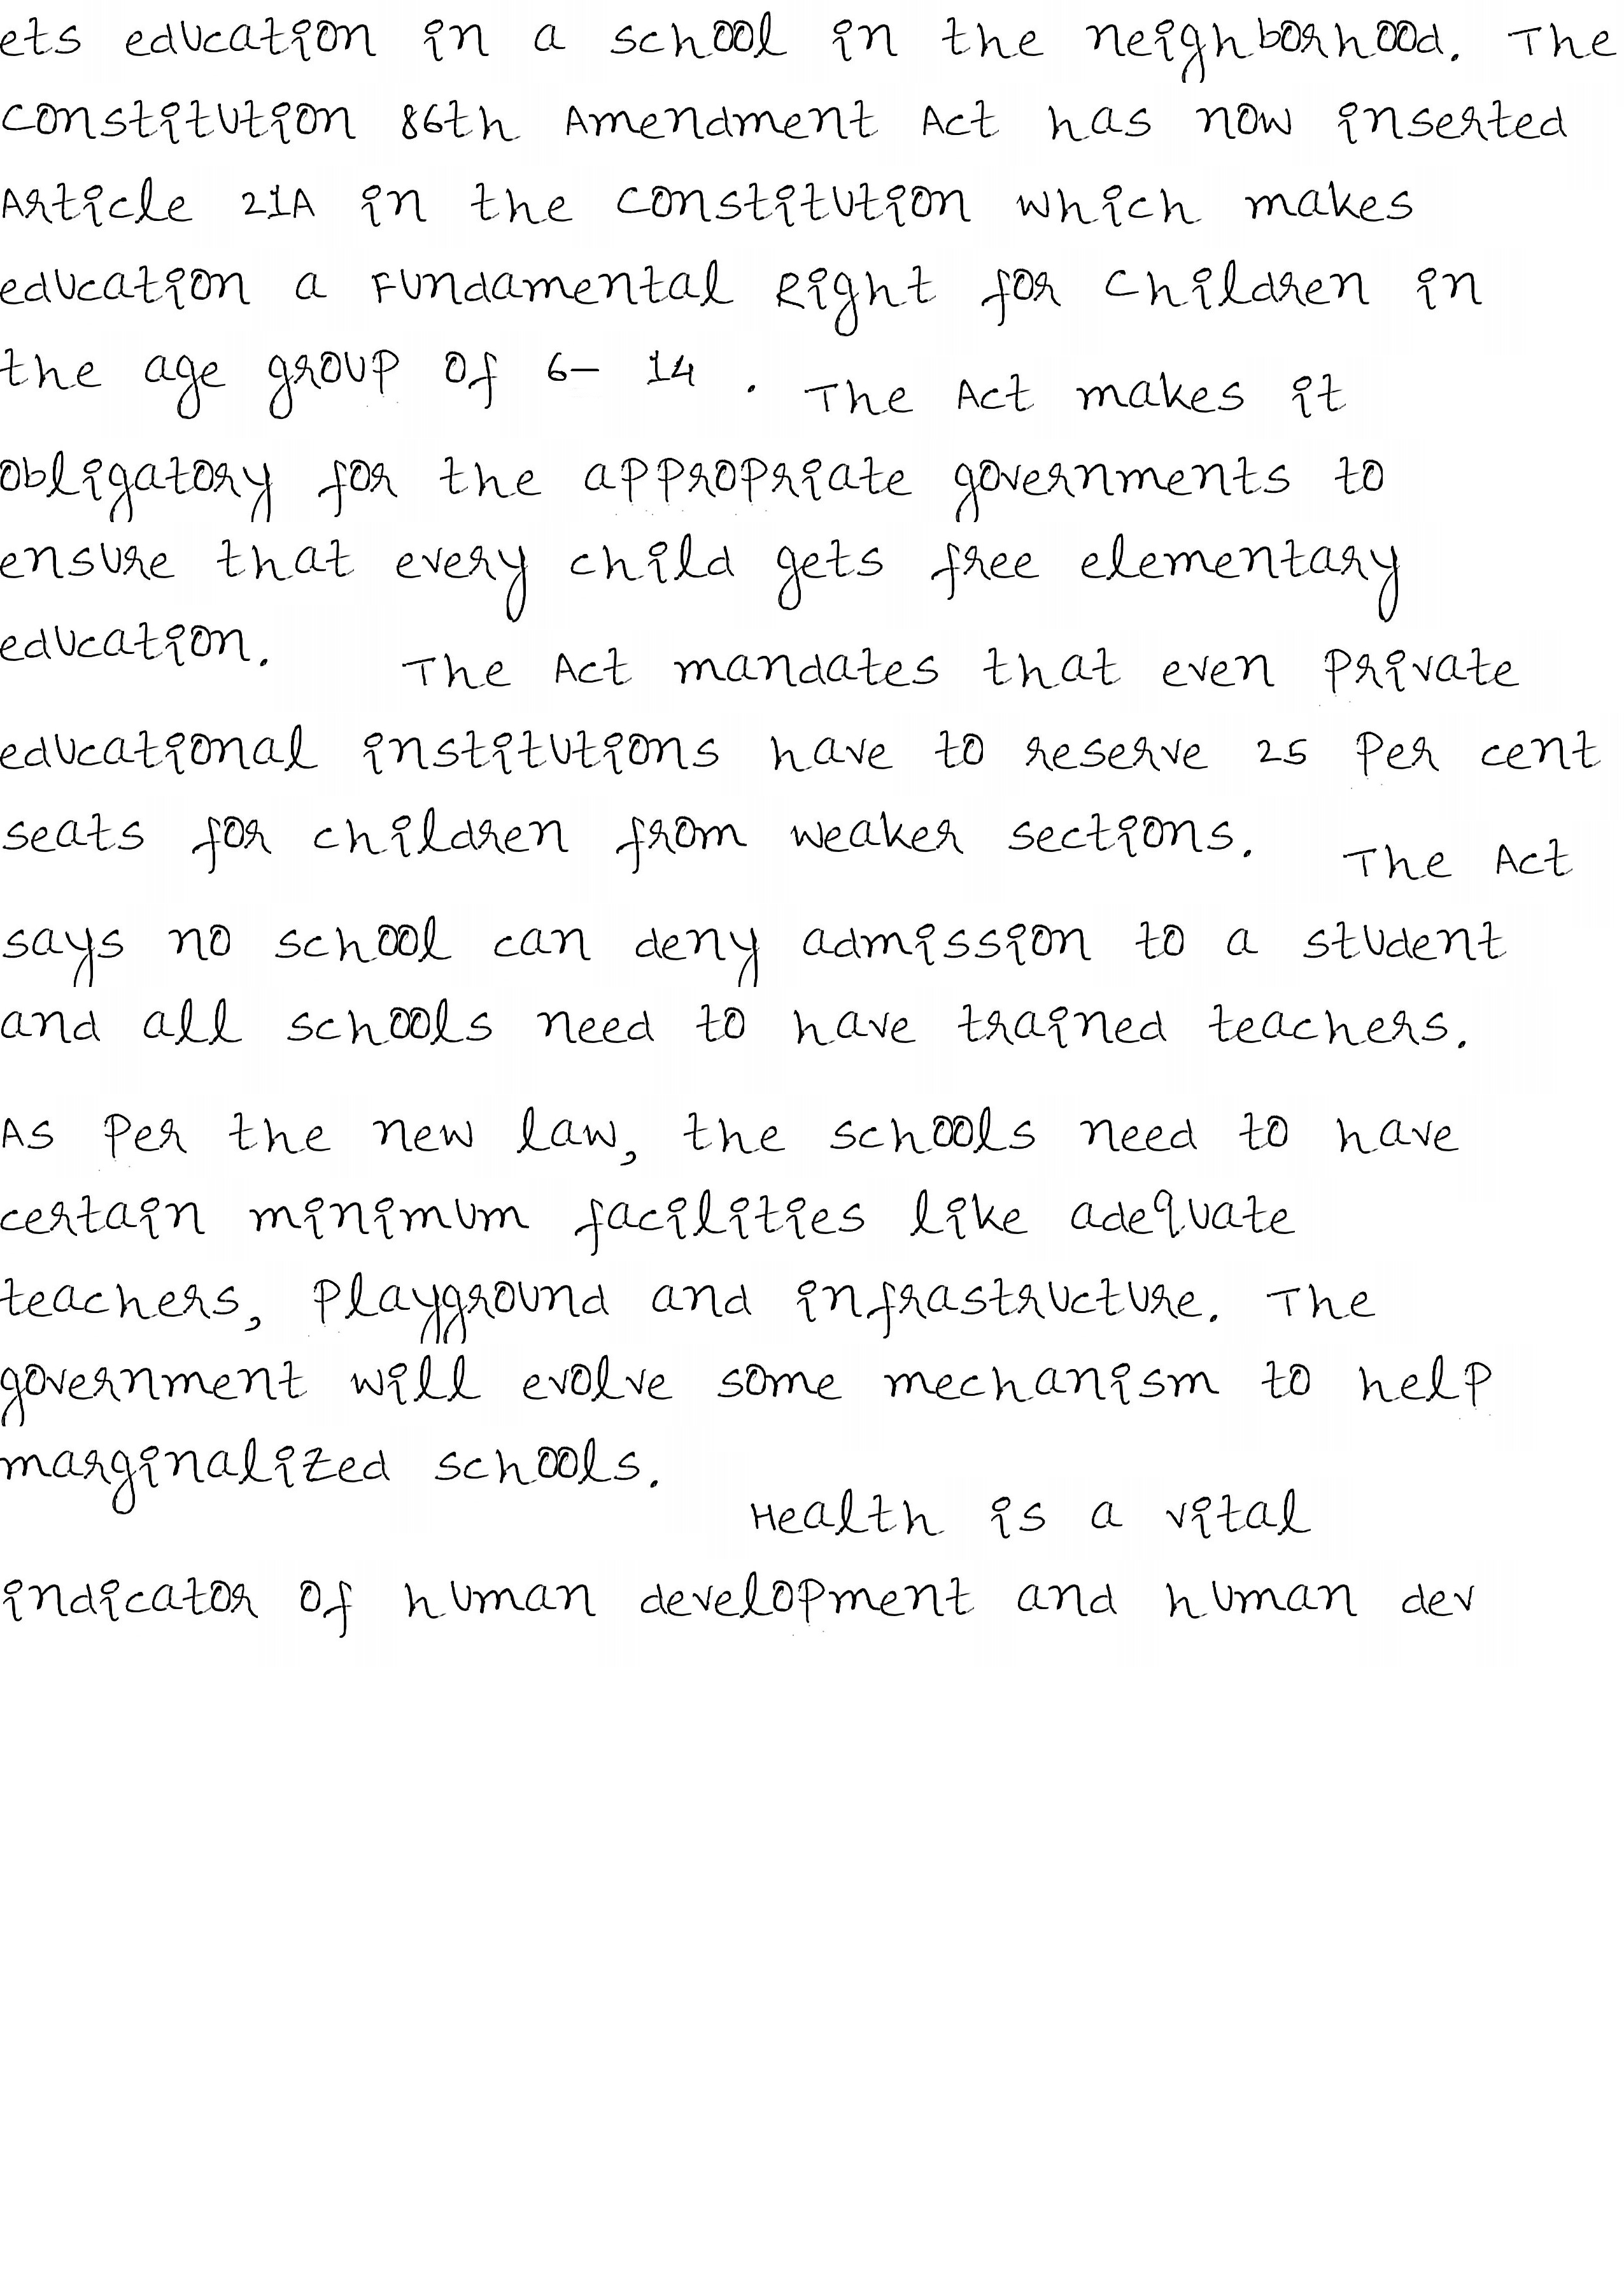 ets education in a school in the neighborhood. The
constitution 86th Amendment Act has now inserted
Article 21A in the constitution which makes
education a Fundamental Right for children in
the age group of 6- 14 . The Act makes it
obligatory for the appropriate governments to
ensure that every child gets free elementary
education. The Act mandates that even private
educational institutions have to reserve 25 per cent
seats for children from weaker sections. The Act
says no school can deny admission to a student
and all schools need to have trained teachers.
As per the new law, the schools need to have
certain minimum facilities like adequate
teachers, playground and infrastructure. The
government will evolve some mechanism to help
marginalized schools.
Health is a vital
indicator of human development and human dev